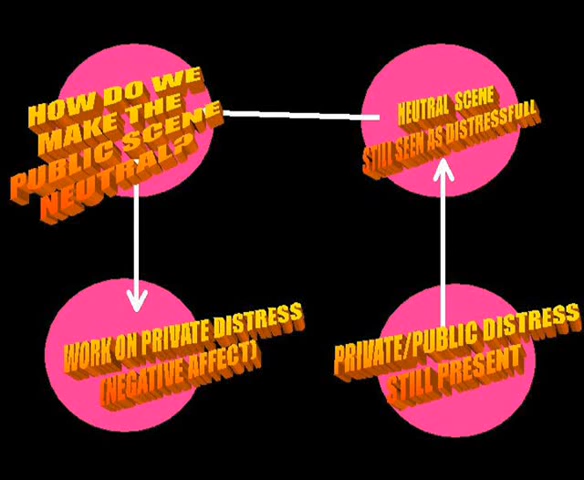 HOW DO WE
MAKE THE
PUBLIC SCENE
NEUTRAL?
NEUTRAL SCENE
STILL SEEN AS DISTRESSFULL
WORK ON PRIVATE DISTRESS
(NEGATIVE AFFECT)
PRIVATE/PUBLIC DISTRESS
STILL PRESENT